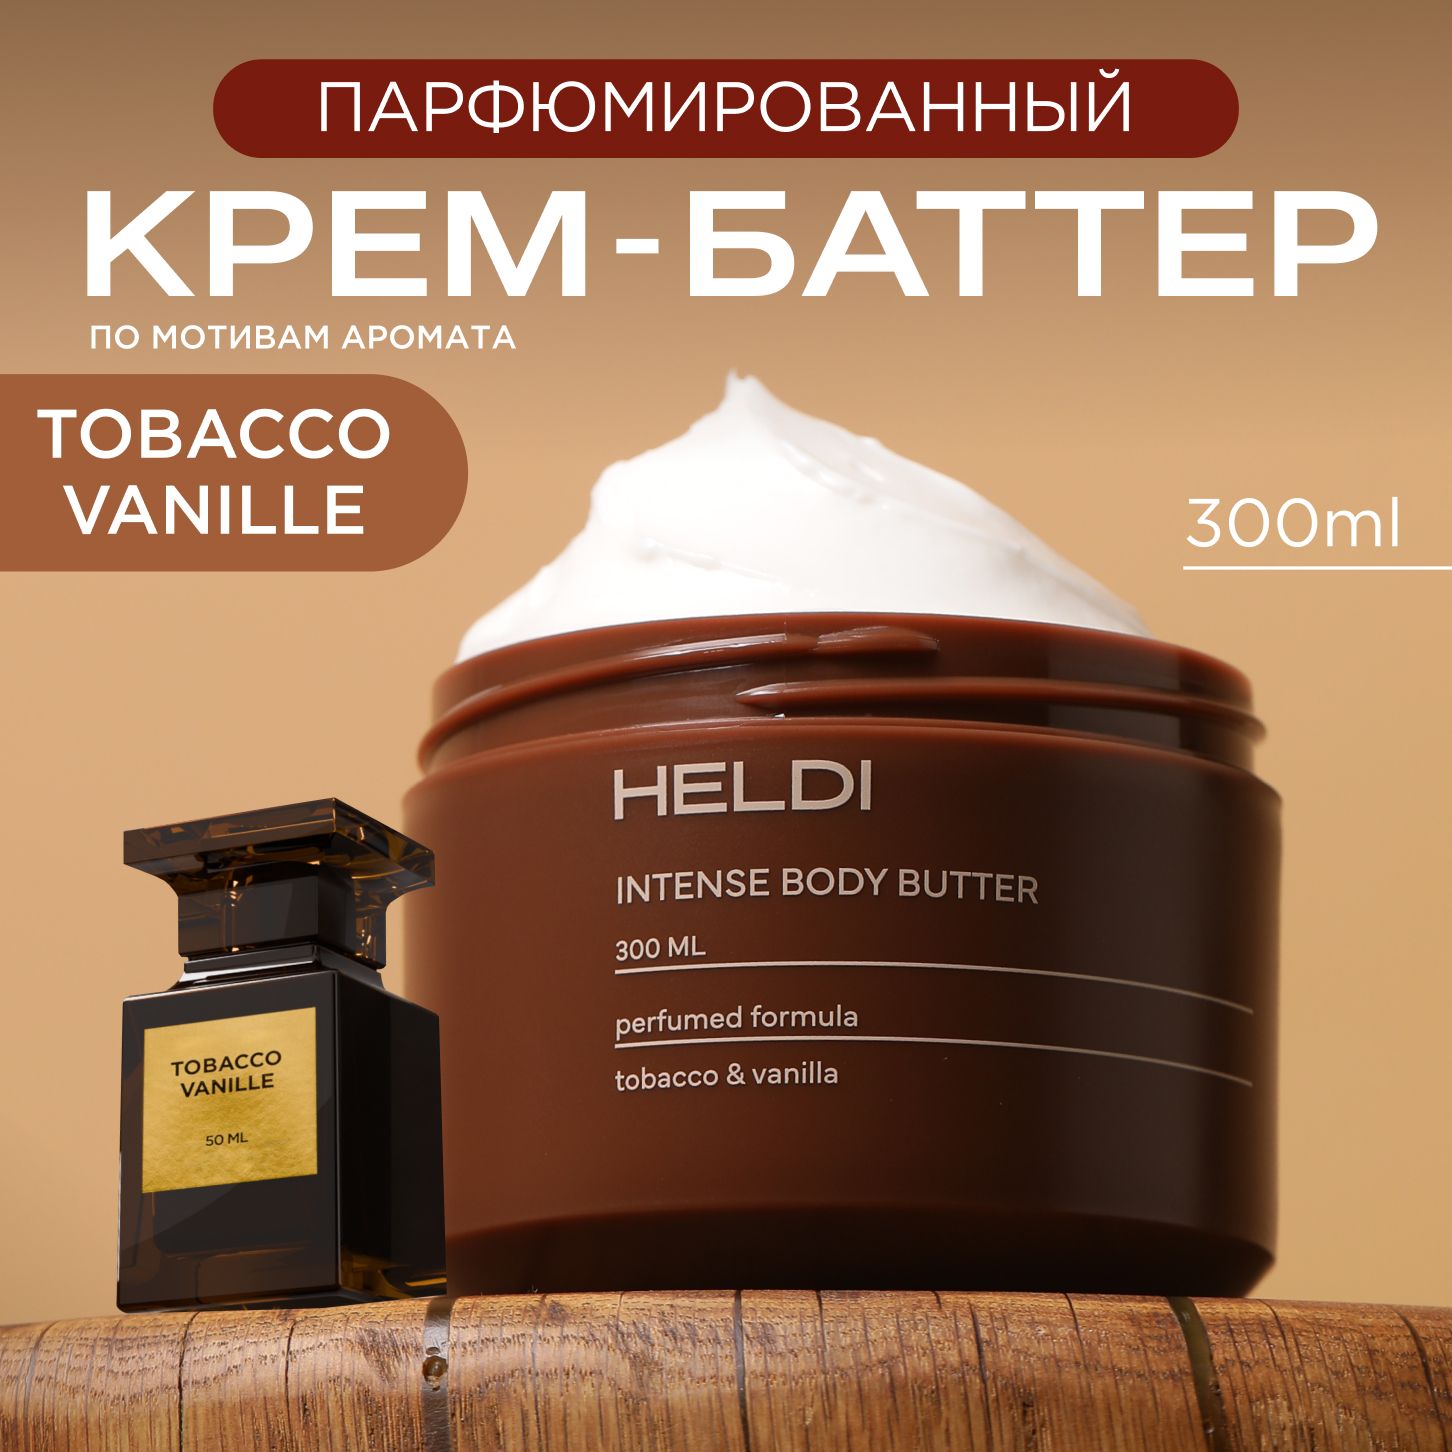 ПАРФЮМИРОВАННЫЙ
КРЕМ-БАТТЕР
ПО МОТИВАМ АРОМАТА
TOBACCO
VANILLE
300ml
HELDI
INTENSE BODY BUTTER
300 ML
perfumed formula
tobacco & vanilla
TOBACCO
VANILLE
50 ML